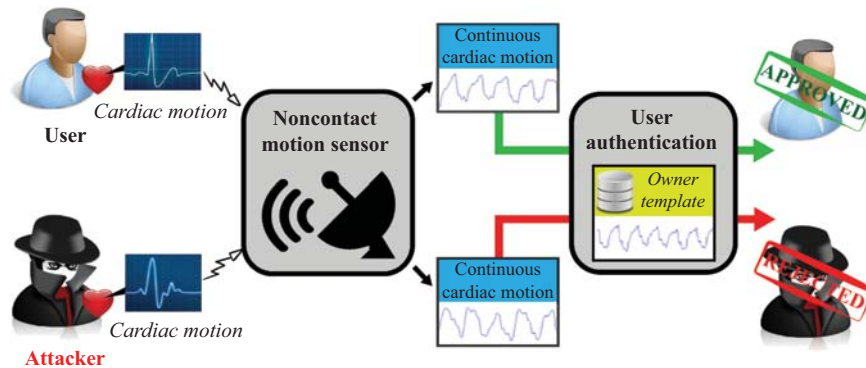 Cardiac motion
User
Noncontact
motion sensor
Continuous
cardiac motion
User
authentication
Owner
template
APPROVED
Cardiac motion
Attacker
Continuous
cardiac motion
REJECTED